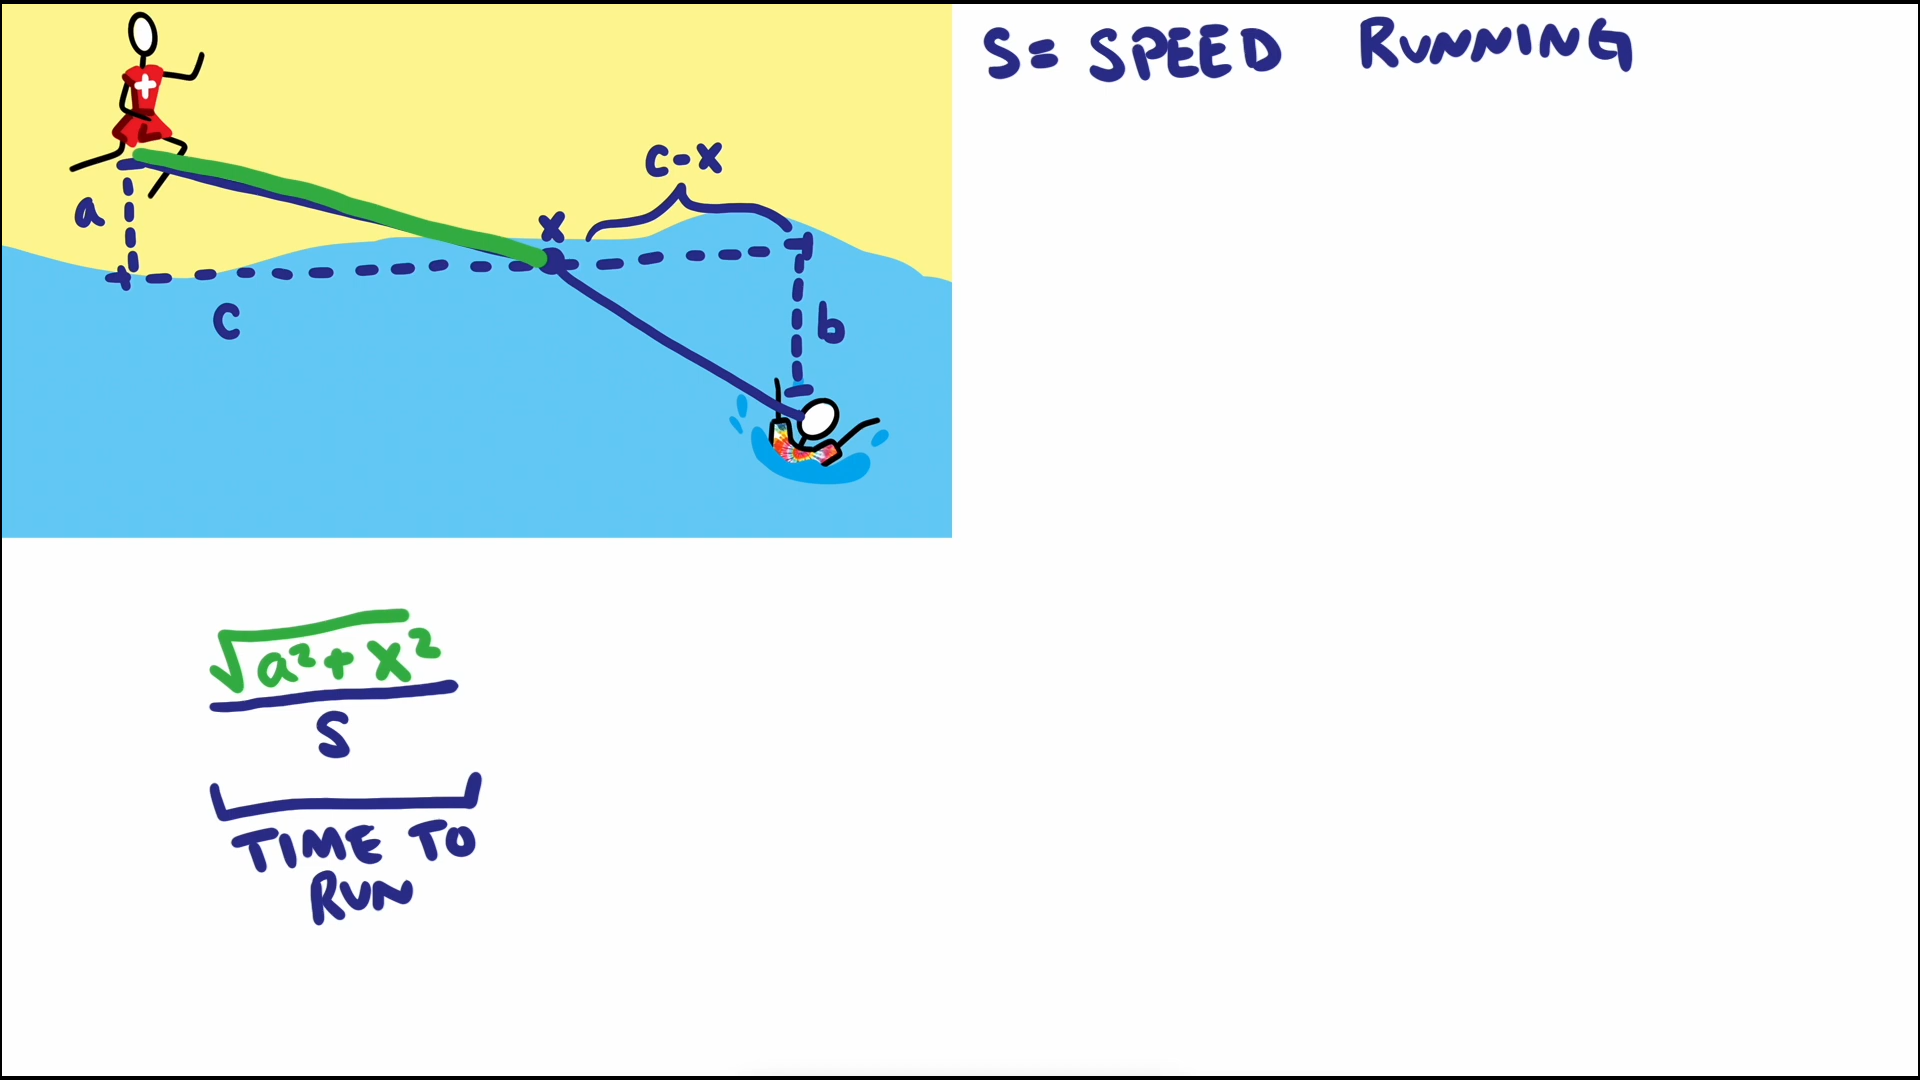 S = SPEED RUNNING
c-x
x
a
c
b
√a²+x²
S
TIME TO
RUN